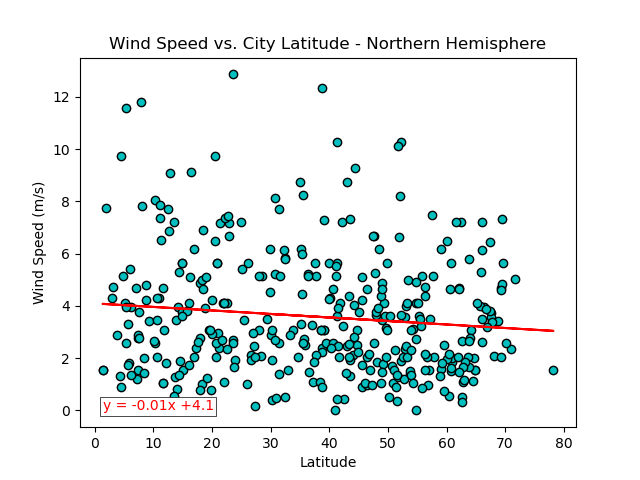 Wind Speed vs. City Latitude - Northern Hemisphere
12
10
8
6
4
2
0
Wind Speed (m/s)
y = -0.01x +4.1
0 10 20 30 40 50 60 70 80
Latitude